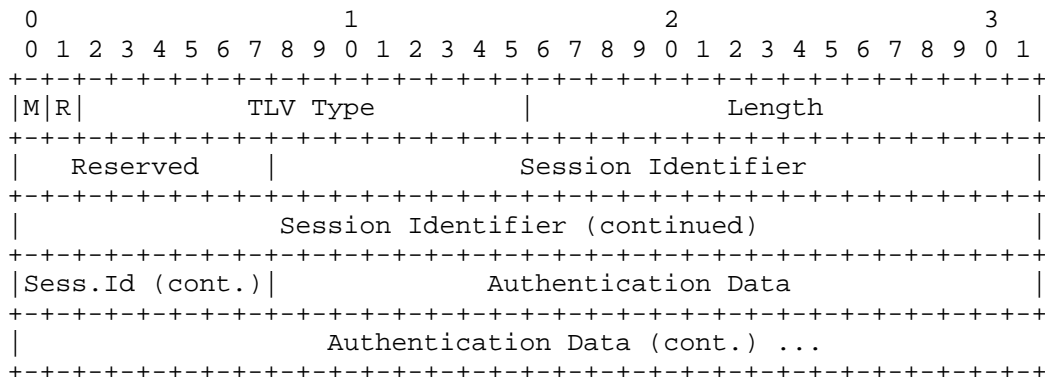 0                   1                   2                   3
 0 1 2 3 4 5 6 7 8 9 0 1 2 3 4 5 6 7 8 9 0 1 2 3 4 5 6 7 8 9 0 1
+-+-+-+-+-+-+-+-+-+-+-+-+-+-+-+-+-+-+-+-+-+-+-+-+-+-+-+-+-+-+-+-+
|M|R|          TLV Type         |            Length             |
+-+-+-+-+-+-+-+-+-+-+-+-+-+-+-+-+-+-+-+-+-+-+-+-+-+-+-+-+-+-+-+-+
|   Reserved    |               Session Identifier              |
+-+-+-+-+-+-+-+-+-+-+-+-+-+-+-+-+-+-+-+-+-+-+-+-+-+-+-+-+-+-+-+-+
|                Session Identifier (continued)                 |
+-+-+-+-+-+-+-+-+-+-+-+-+-+-+-+-+-+-+-+-+-+-+-+-+-+-+-+-+-+-+-+-+
|Sess.Id (cont.)|             Authentication Data               |
+-+-+-+-+-+-+-+-+-+-+-+-+-+-+-+-+-+-+-+-+-+-+-+-+-+-+-+-+-+-+-+-+
|                   Authentication Data (cont.) ...
+-+-+-+-+-+-+-+-+-+-+-+-+-+-+-+-+-+-+-+-+-+-+-+-+-+-+-+-+-+-+-+-+